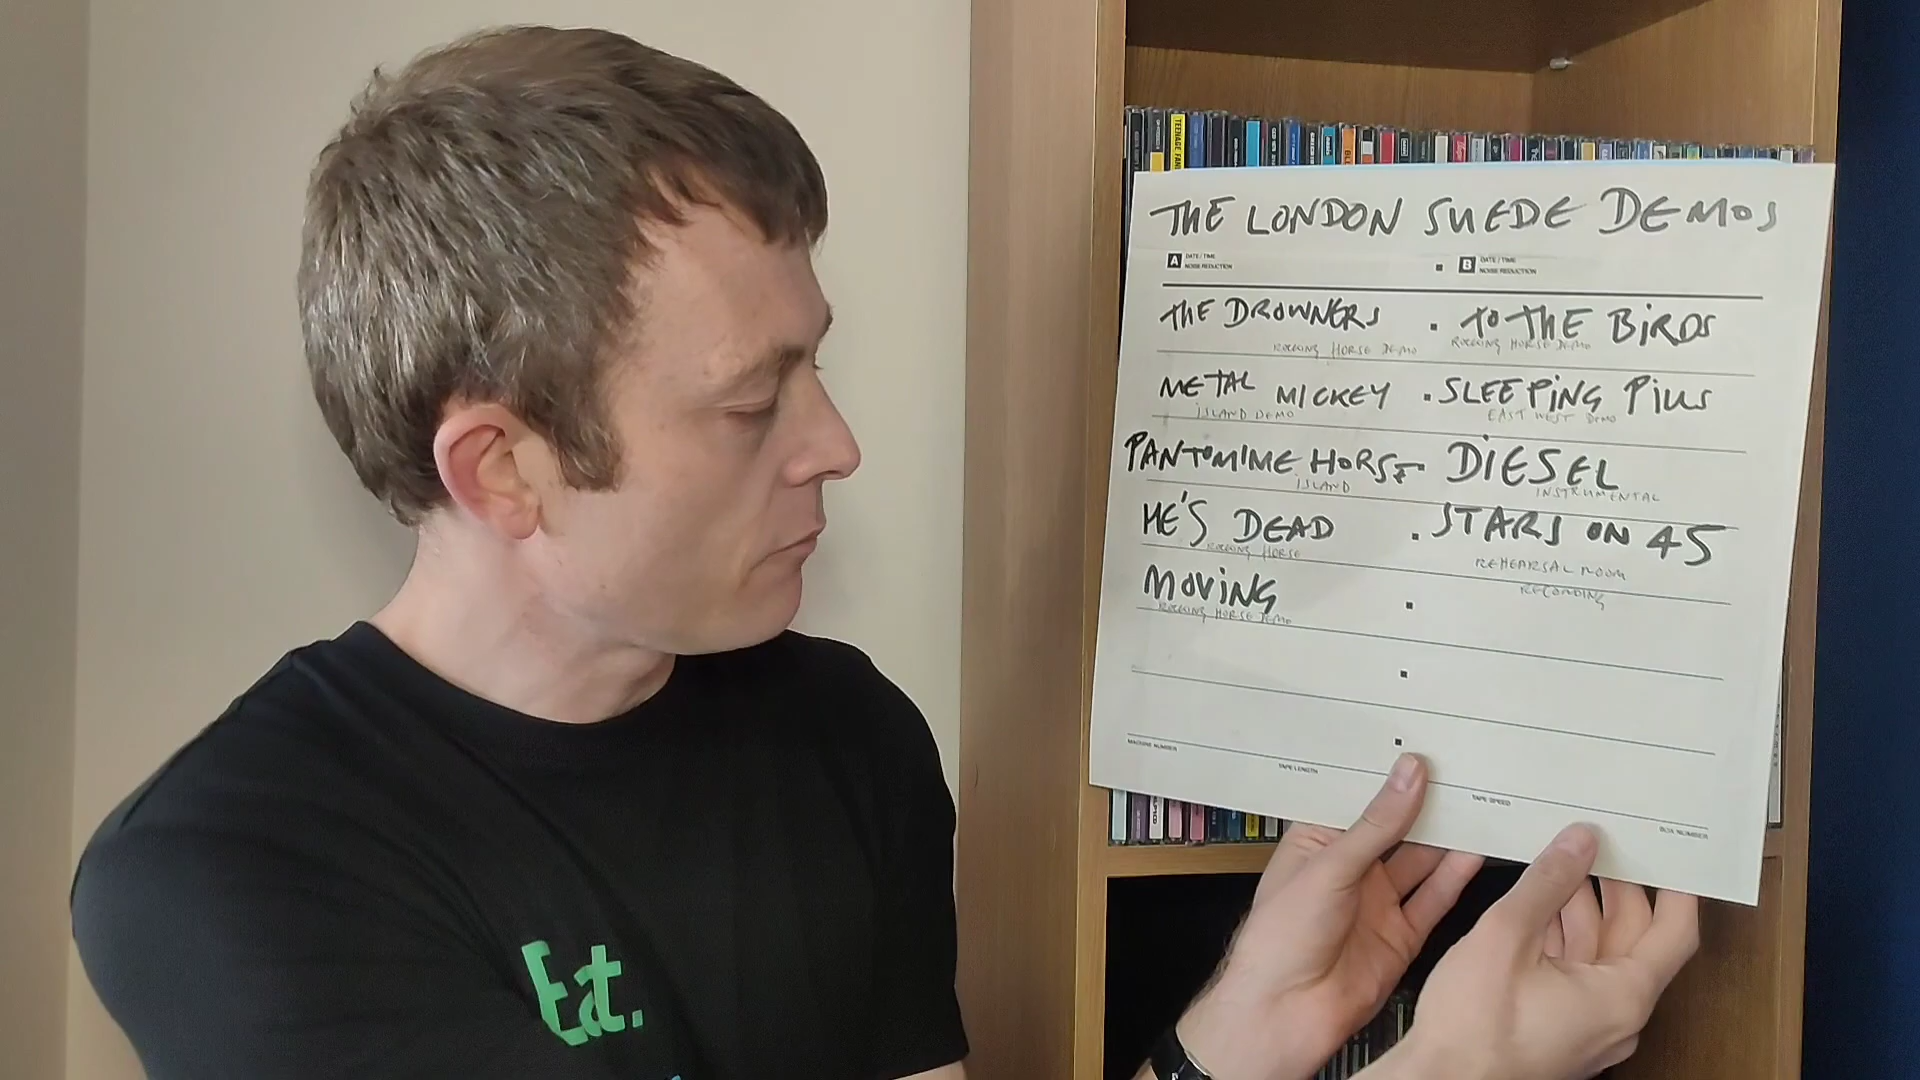 THE LONDON SUEDE DEMOS
A DATE / TIME NOISE REDUCTION
B DATE / TIME NOISE REDUCTION
THE DROWNERS
ROCKING HORSE DEMO
TO THE BIRDS
ROCKING HORSE DEMO
METAL MICKEY
ISLAND DEMO
SLEEPING PILLS
EAST WEST DEMO
PANTOMIME HORSE
ISLAND
DIESEL
INSTRUMENTAL
HE'S DEAD
ROCKING HORSE
STARS ON 45
REHEARSAL ROOM
RECORDING
MOVING
ROCKING HORSE DEMO
MACHINE NUMBER
TAPE LENGTH
TAPE SPEED
BOX NUMBER
TEENAGE FAN
Eat.